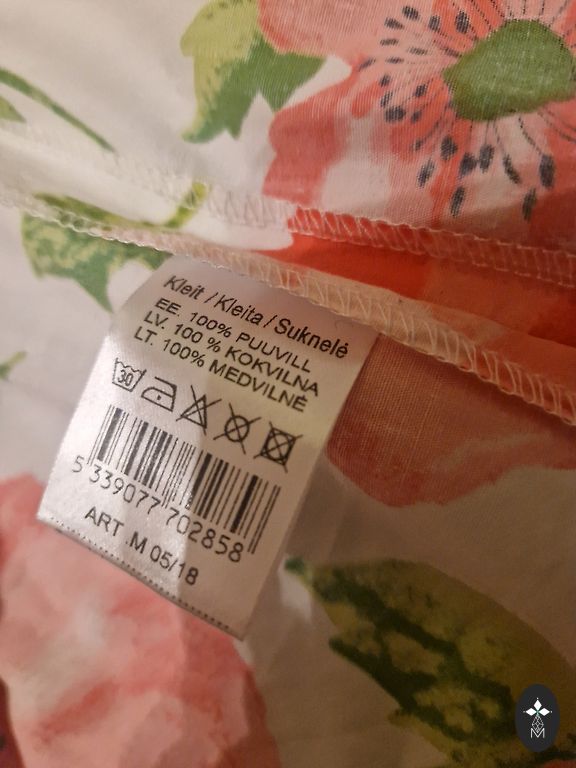 Kleit / Kleita / Suknelė
EE. 100% PUUVILL
LV. 100 % KOKVILNA
LT. 100% MEDVILNĖ
30
5 339077 702858
ART .M 05/18
M